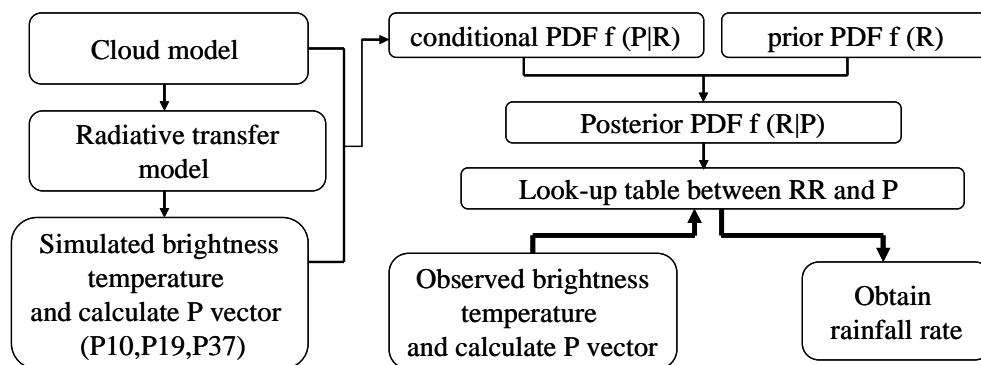 Cloud model
Radiative transfer
model
Simulated brightness
temperature
and calculate P vector
(P10,P19,P37)
conditional PDF f (P|R)
prior PDF f (R)
Posterior PDF f (R|P)
Look-up table between RR and P
Observed brightness
temperature
and calculate P vector
Obtain
rainfall rate